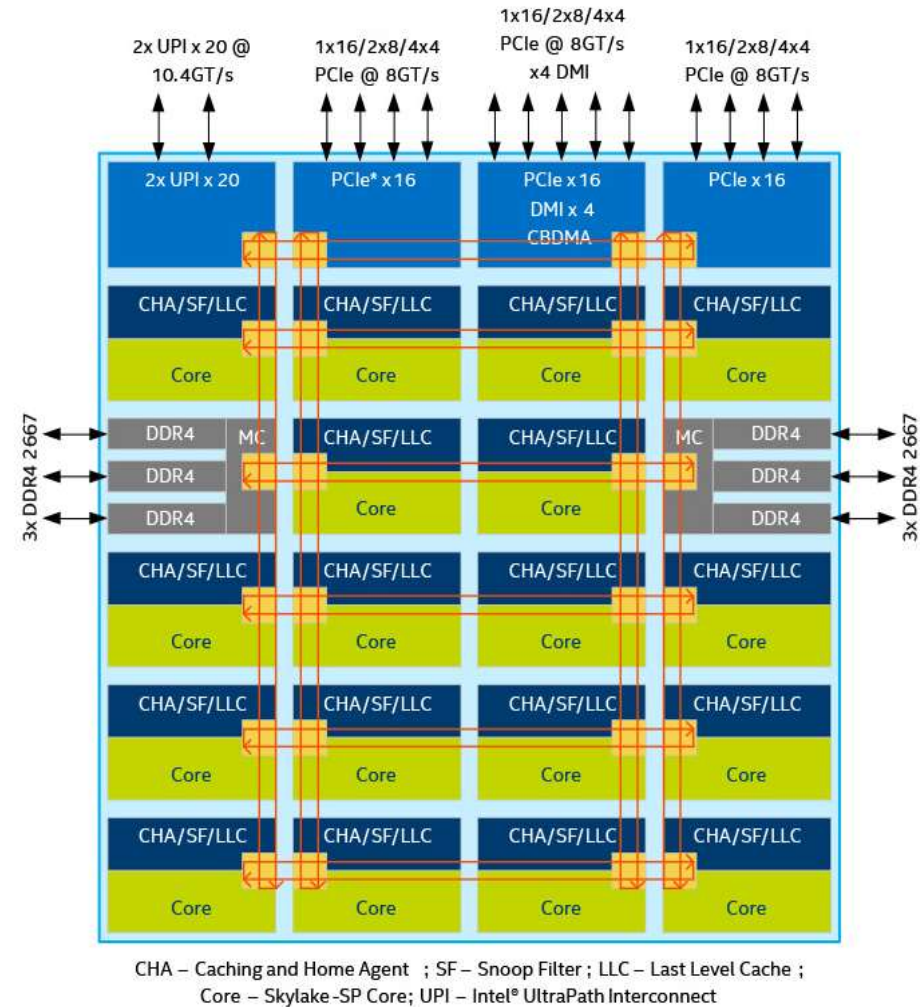 2x UPI x 20 @
10.4GT/s
1x16/2x8/4x4
PCIe @ 8GT/s
1x16/2x8/4x4
PCIe @ 8GT/s
x4 DMI
1x16/2x8/4x4
PCIe @ 8GT/s
2x UPI x 20
PCIe* x16
PCIe x 16
DMI x 4
CBDMA
PCIe x 16
CHA/SF/LLC
CHA/SF/LLC
CHA/SF/LLC
CHA/SF/LLC
Core
Core
Core
Core
3x DDR4 2667
DDR4
DDR4
DDR4
MC
CHA/SF/LLC
CHA/SF/LLC
Core
Core
MC
DDR4
DDR4
DDR4
3x DDR4 2667
CHA/SF/LLC
CHA/SF/LLC
CHA/SF/LLC
CHA/SF/LLC
Core
Core
Core
Core
CHA/SF/LLC
CHA/SF/LLC
CHA/SF/LLC
CHA/SF/LLC
Core
Core
Core
Core
CHA/SF/LLC
CHA/SF/LLC
CHA/SF/LLC
CHA/SF/LLC
Core
Core
Core
Core
CHA – Caching and Home Agent ; SF – Snoop Filter ; LLC – Last Level Cache ;
Core – Skylake-SP Core; UPI – Intel® UltraPath Interconnect